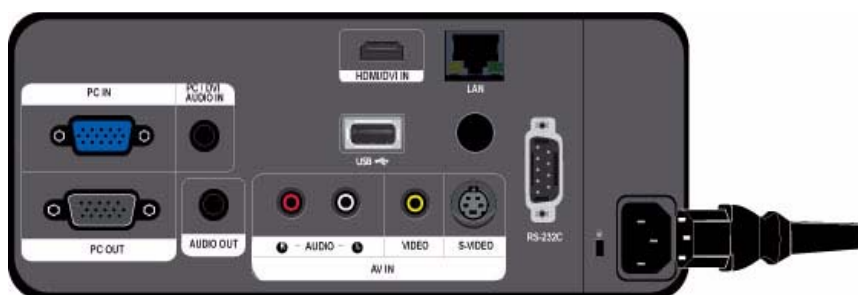 HDMI/DVI IN
LAN
PC IN
PC / DVI
AUDIO IN
USB
RS-232C
PC OUT
AUDIO OUT
R - AUDIO - L
VIDEO
S-VIDEO
AV IN